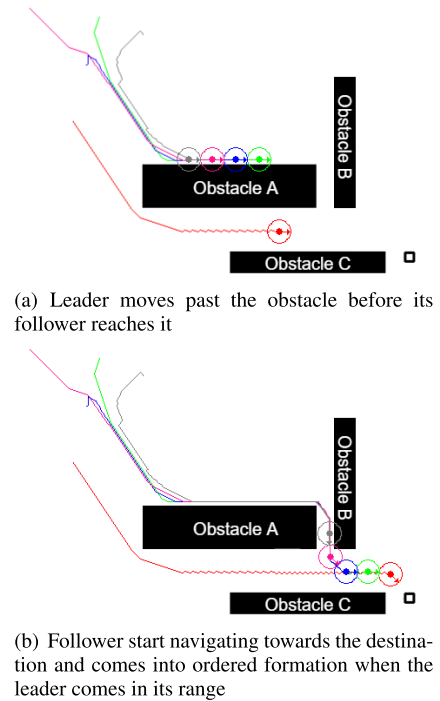 Obstacle A
Obstacle B
Obstacle C
(a) Leader moves past the obstacle before its
follower reaches it
Obstacle A
Obstacle B
Obstacle C
(b) Follower start navigating towards the destina-
tion and comes into ordered formation when the
leader comes in its range